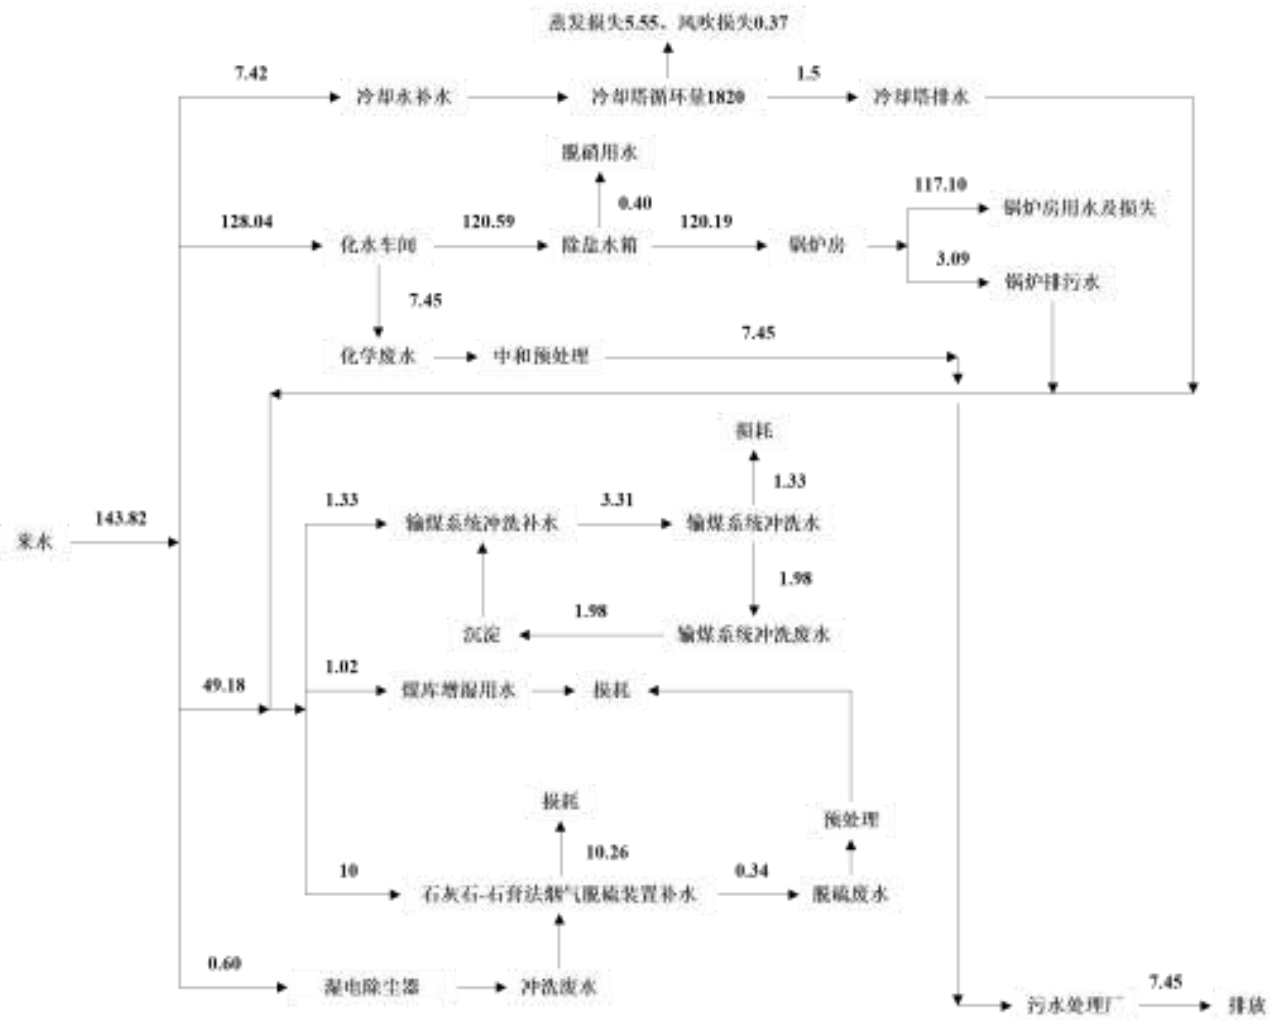 蒸发损失5.55、风吹损失0.37
7.42
冷却水补水
冷却塔循环量1820
1.5
冷却塔排水
脱硝用水
0.40
117.10
锅炉房用水及损失
128.04
化水车间
120.59
除盐水箱
120.19
锅炉房
3.09
锅炉排污水
7.45
化学废水
中和预处理
7.45
损耗
1.33
1.33
输煤系统冲洗补水
3.31
输煤系统冲洗水
143.82
来水
1.98
沉淀
1.98
输煤系统冲洗废水
1.02
煤库增湿用水
损耗
49.18
损耗
预处理
10.26
10
石灰石-石膏法烟气脱硫装置补水
0.34
脱硫废水
0.60
湿电除尘器
冲洗废水
污水处理厂
7.45
排放